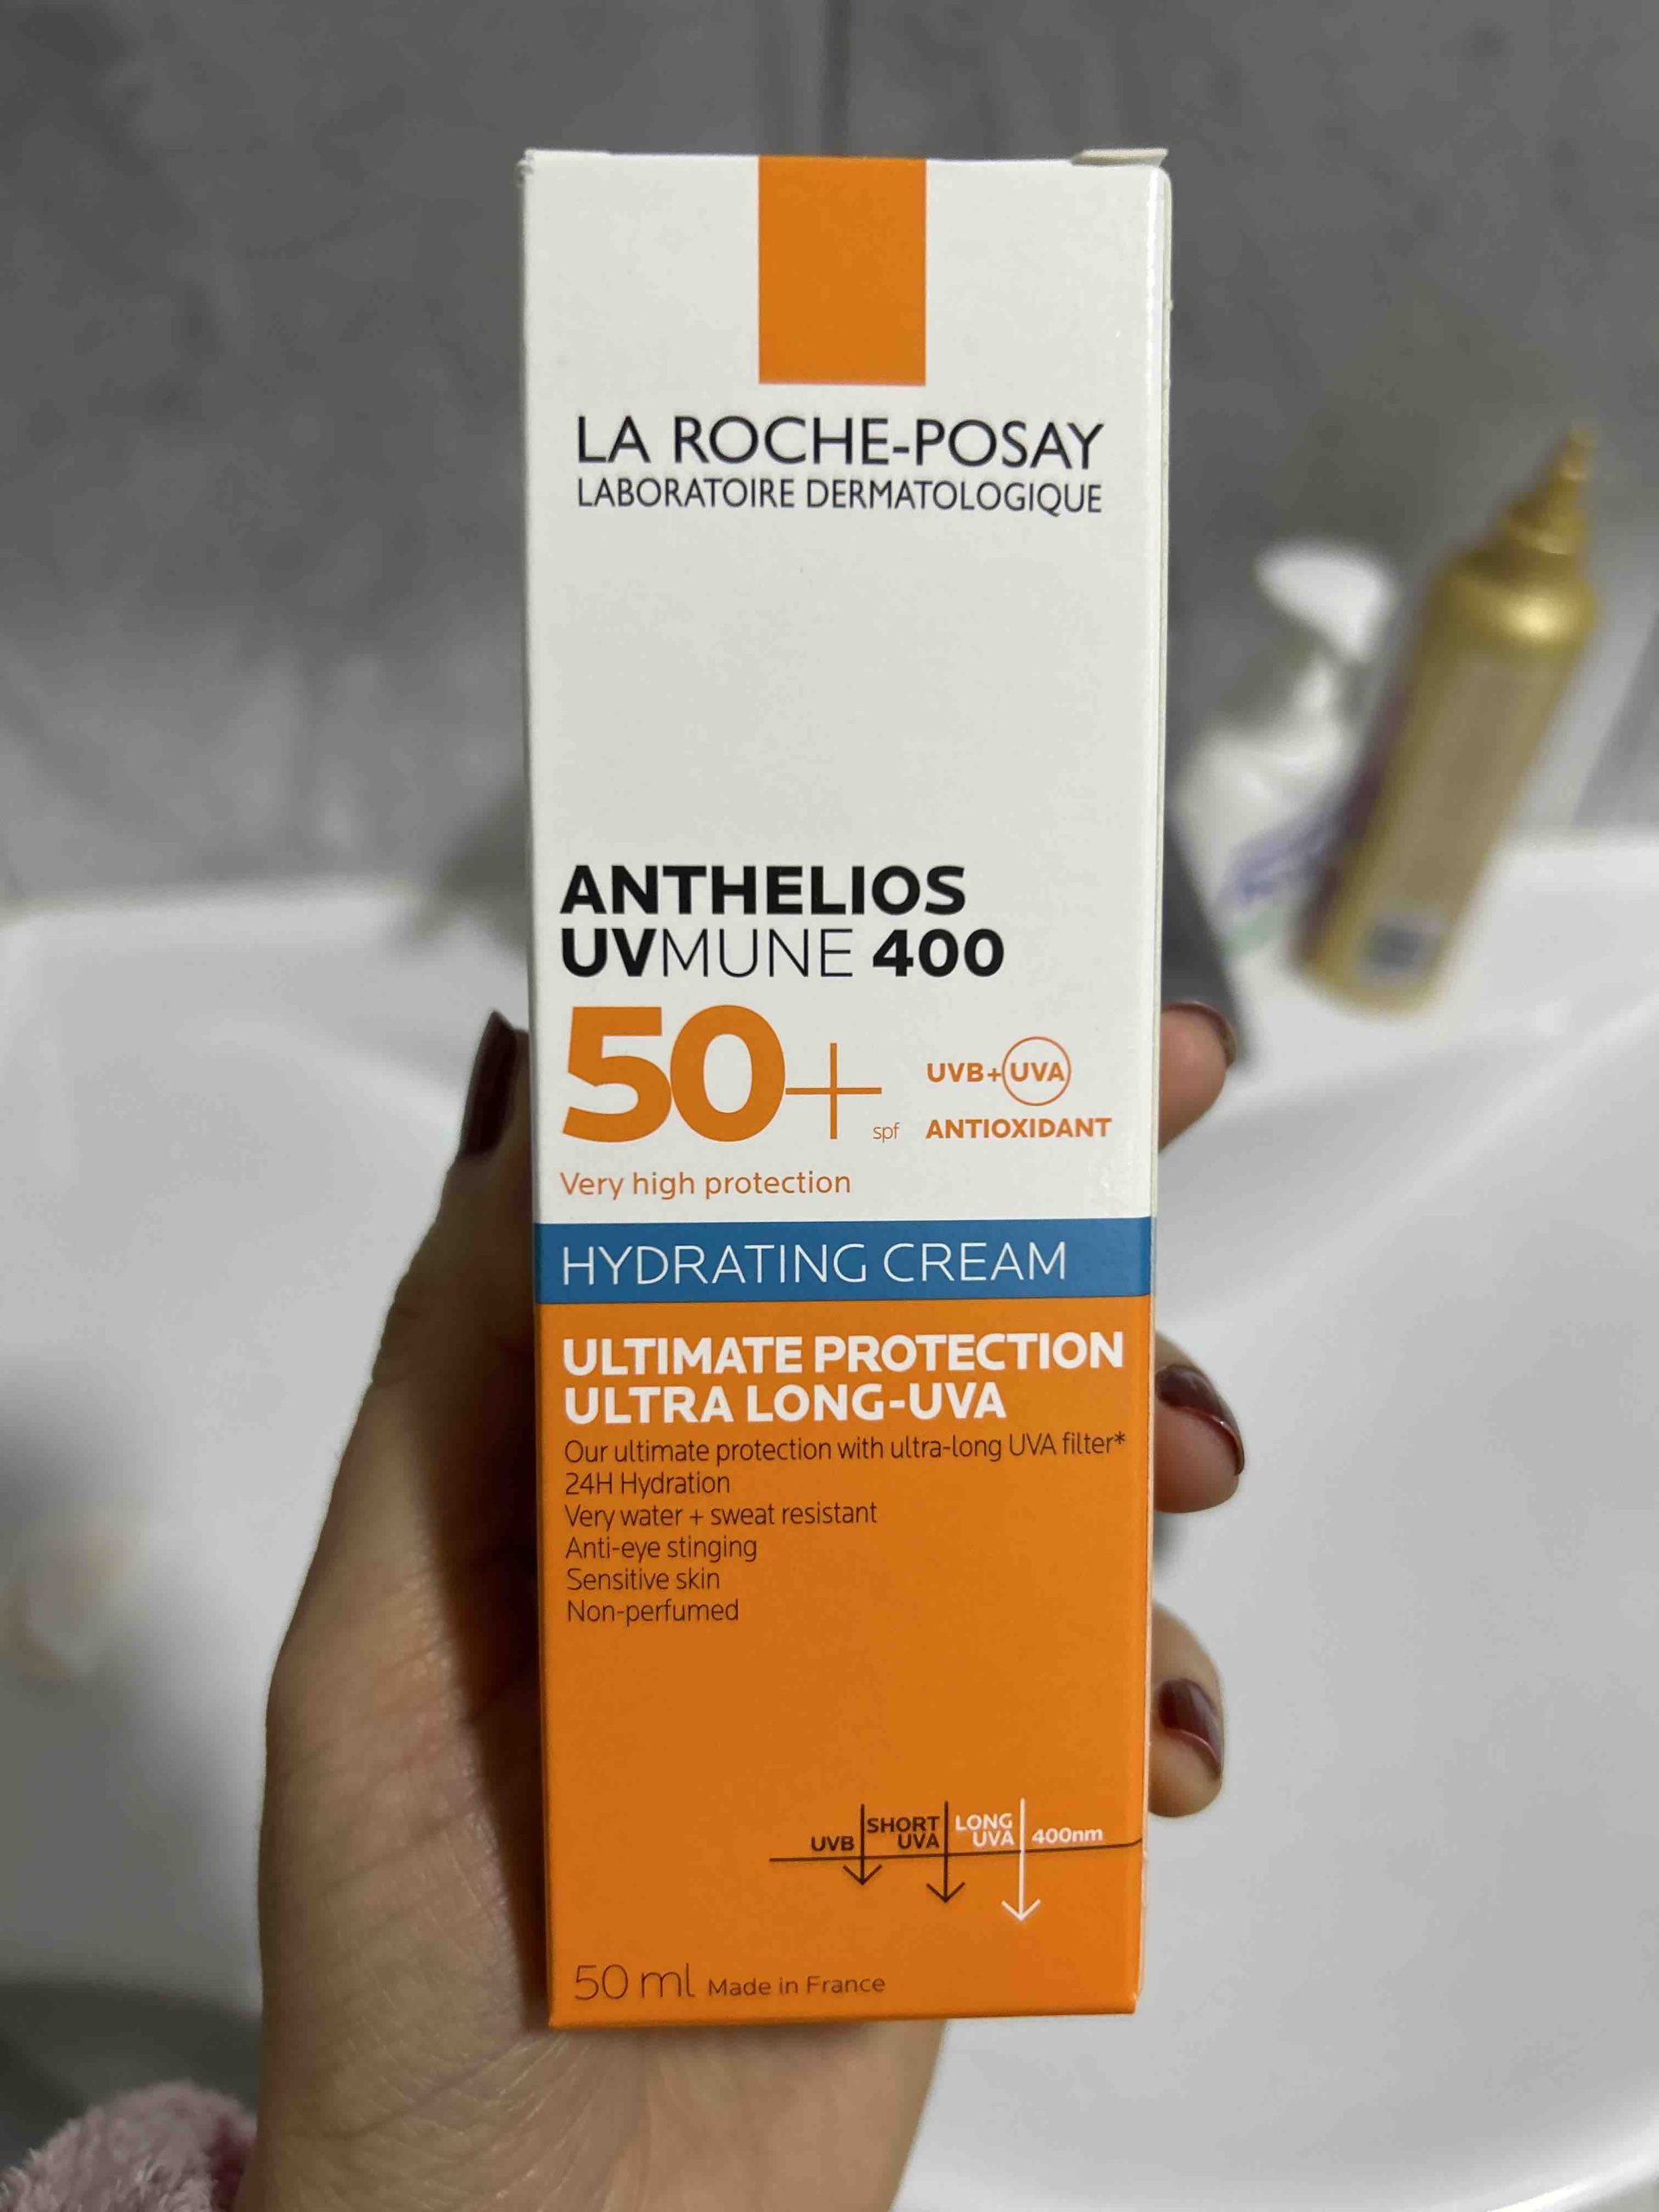 LA ROCHE-POSAY
LABORATOIRE DERMATOLOGIQUE
ANTHELIOS
UVMUNE 400
50+ spf
UVB+UVA
ANTIOXIDANT
Very high protection
HYDRATING CREAM
ULTIMATE PROTECTION
ULTRA LONG-UVA
Our ultimate protection with ultra-long UVA filter*
24H Hydration
Very water + sweat resistant
Anti-eye stinging
Sensitive skin
Non-perfumed
UVB
SHORT UVA
LONG UVA
400nm
50 ml Made in France